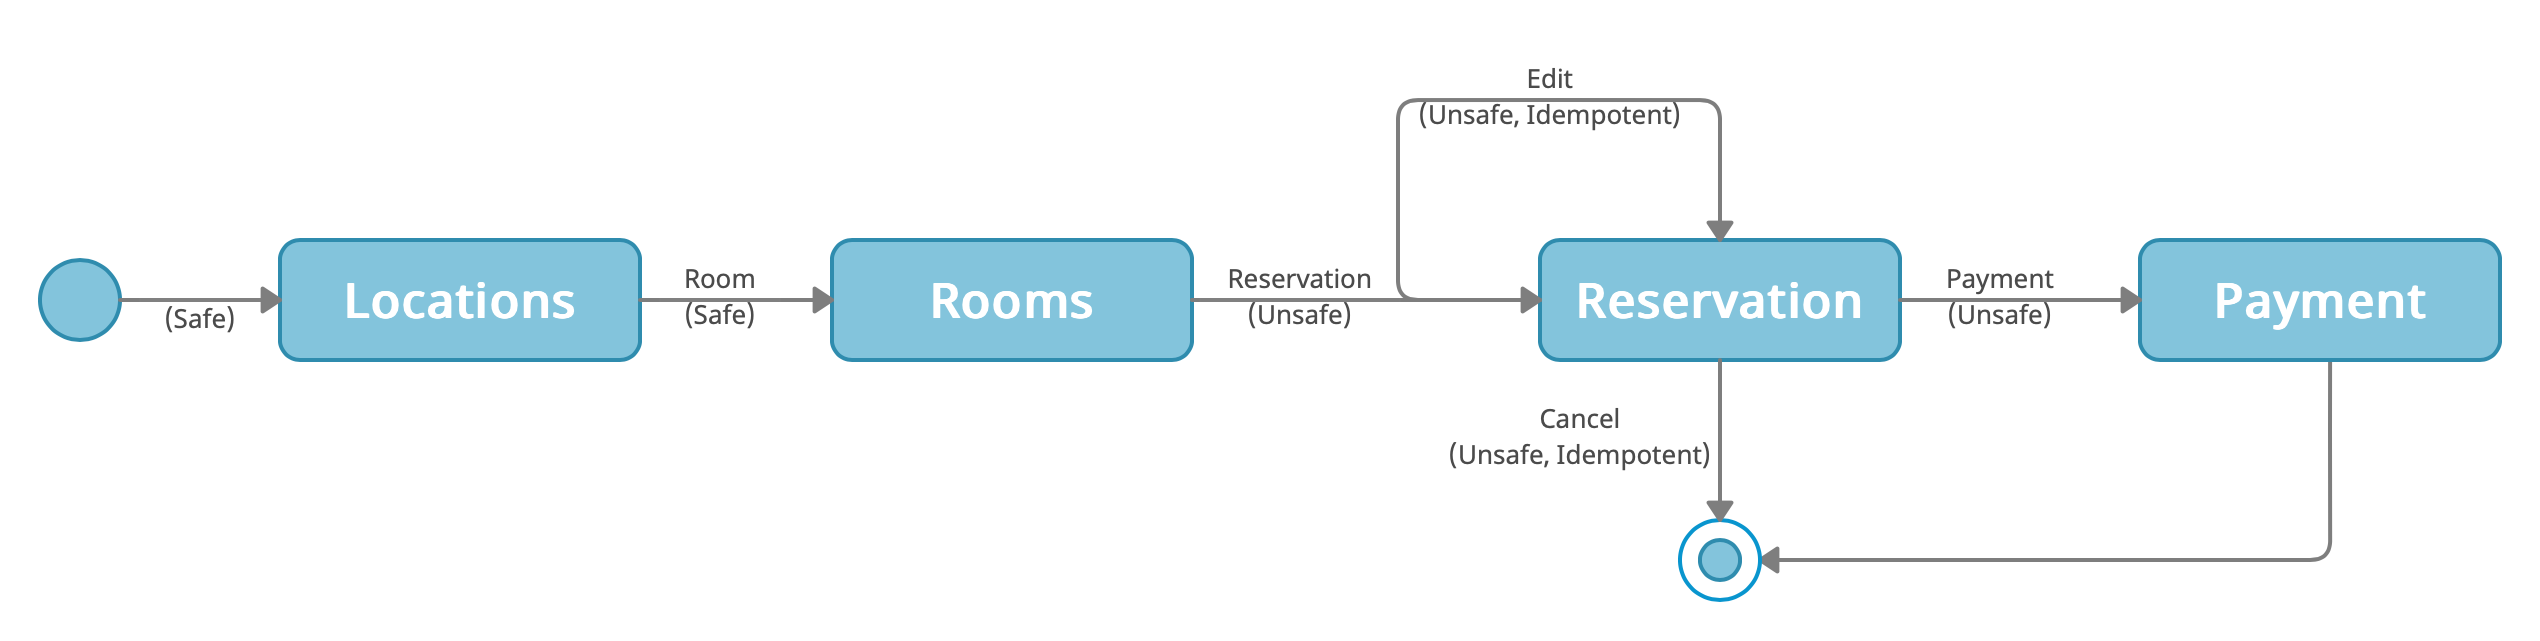 Edit
(Unsafe, Idempotent)
(Safe)
Locations
Room
(Safe)
Rooms
Reservation
(Unsafe)
Reservation
Payment
(Unsafe)
Payment
Cancel
(Unsafe, Idempotent)